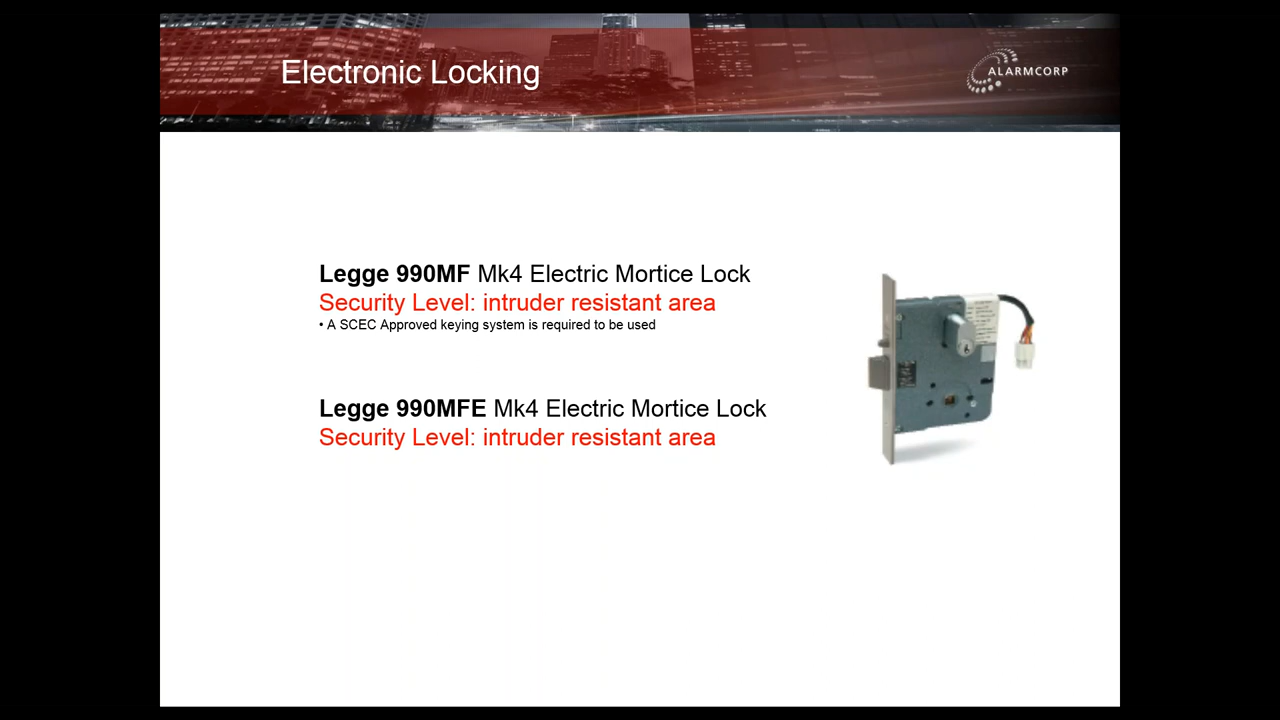 Electronic Locking
ALARMCORP
Legge 990MF Mk4 Electric Mortice Lock
Security Level: intruder resistant area
• A SCEC Approved keying system is required to be used
Legge 990MFE Mk4 Electric Mortice Lock
Security Level: intruder resistant area